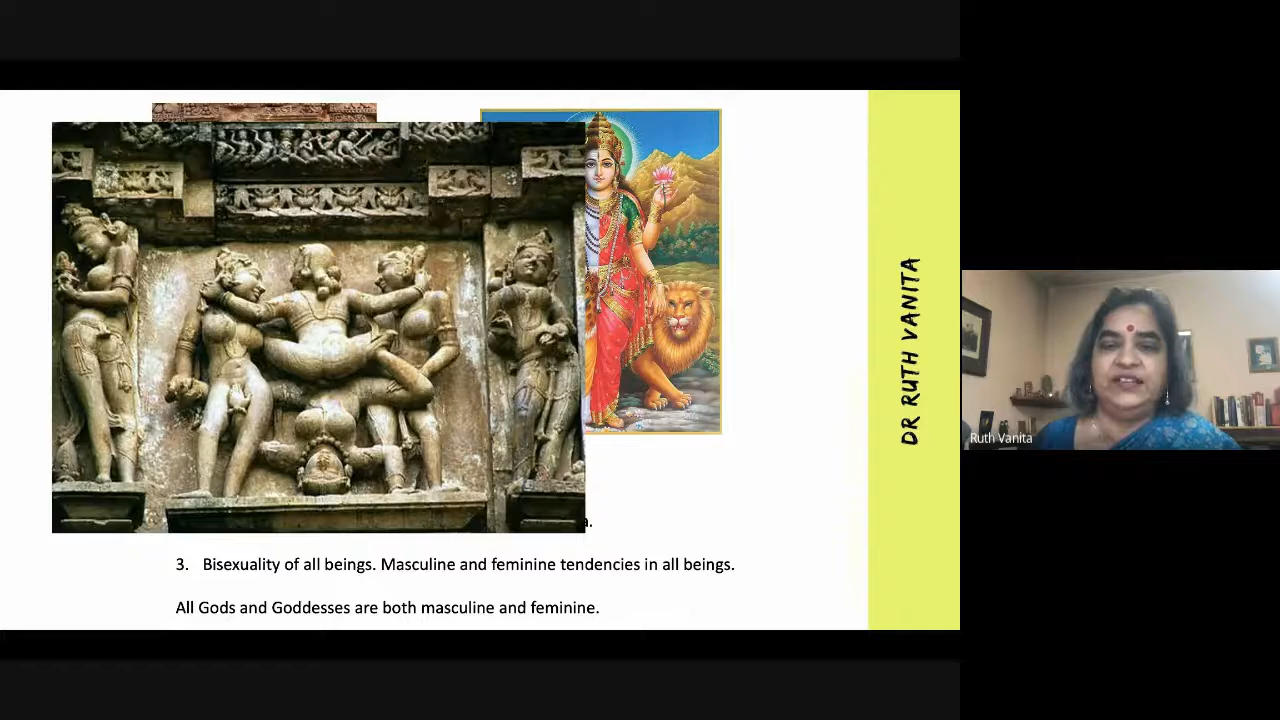 a.
3. Bisexuality of all beings. Masculine and feminine tendencies in all beings.
All Gods and Goddesses are both masculine and feminine.
DR RUTH VANITA
Ruth Vanita